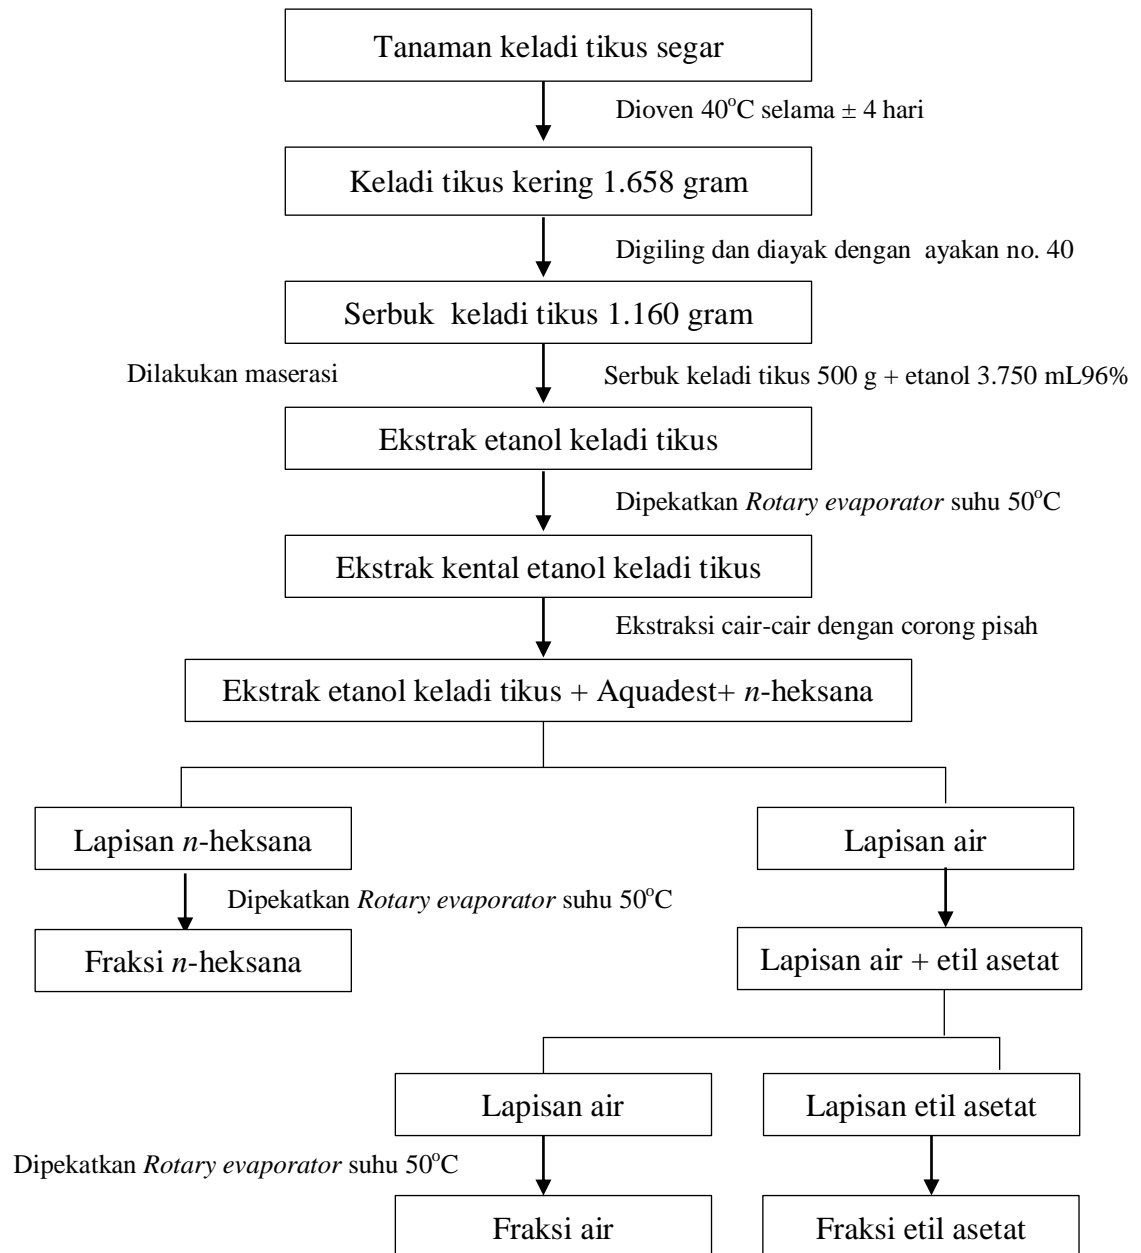 Tanaman keladi tikus segar
Dioven 40°C selama ± 4 hari
Keladi tikus kering 1.658 gram
Digiling dan diayak dengan ayakan no. 40
Serbuk keladi tikus 1.160 gram
Dilakukan maserasi
Serbuk keladi tikus 500 g + etanol 3.750 mL96%
Ekstrak etanol keladi tikus
Dipekatkan Rotary evaporator suhu 50°C
Ekstrak kental etanol keladi tikus
Ekstraksi cair-cair dengan corong pisah
Ekstrak etanol keladi tikus + Aquadest+ n-heksana
Lapisan n-heksana
Lapisan air
Dipekatkan Rotary evaporator suhu 50°C
Fraksi n-heksana
Lapisan air + etil asetat
Lapisan air
Lapisan etil asetat
Dipekatkan Rotary evaporator suhu 50°C
Fraksi air
Fraksi etil asetat